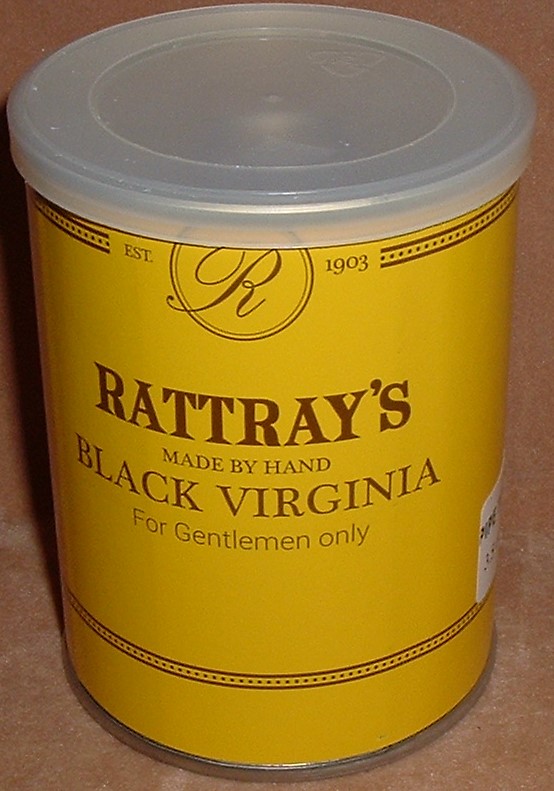 EST. R 1903
RATTRAY'S
MADE BY HAND
BLACK VIRGINIA
For Gentlemen only